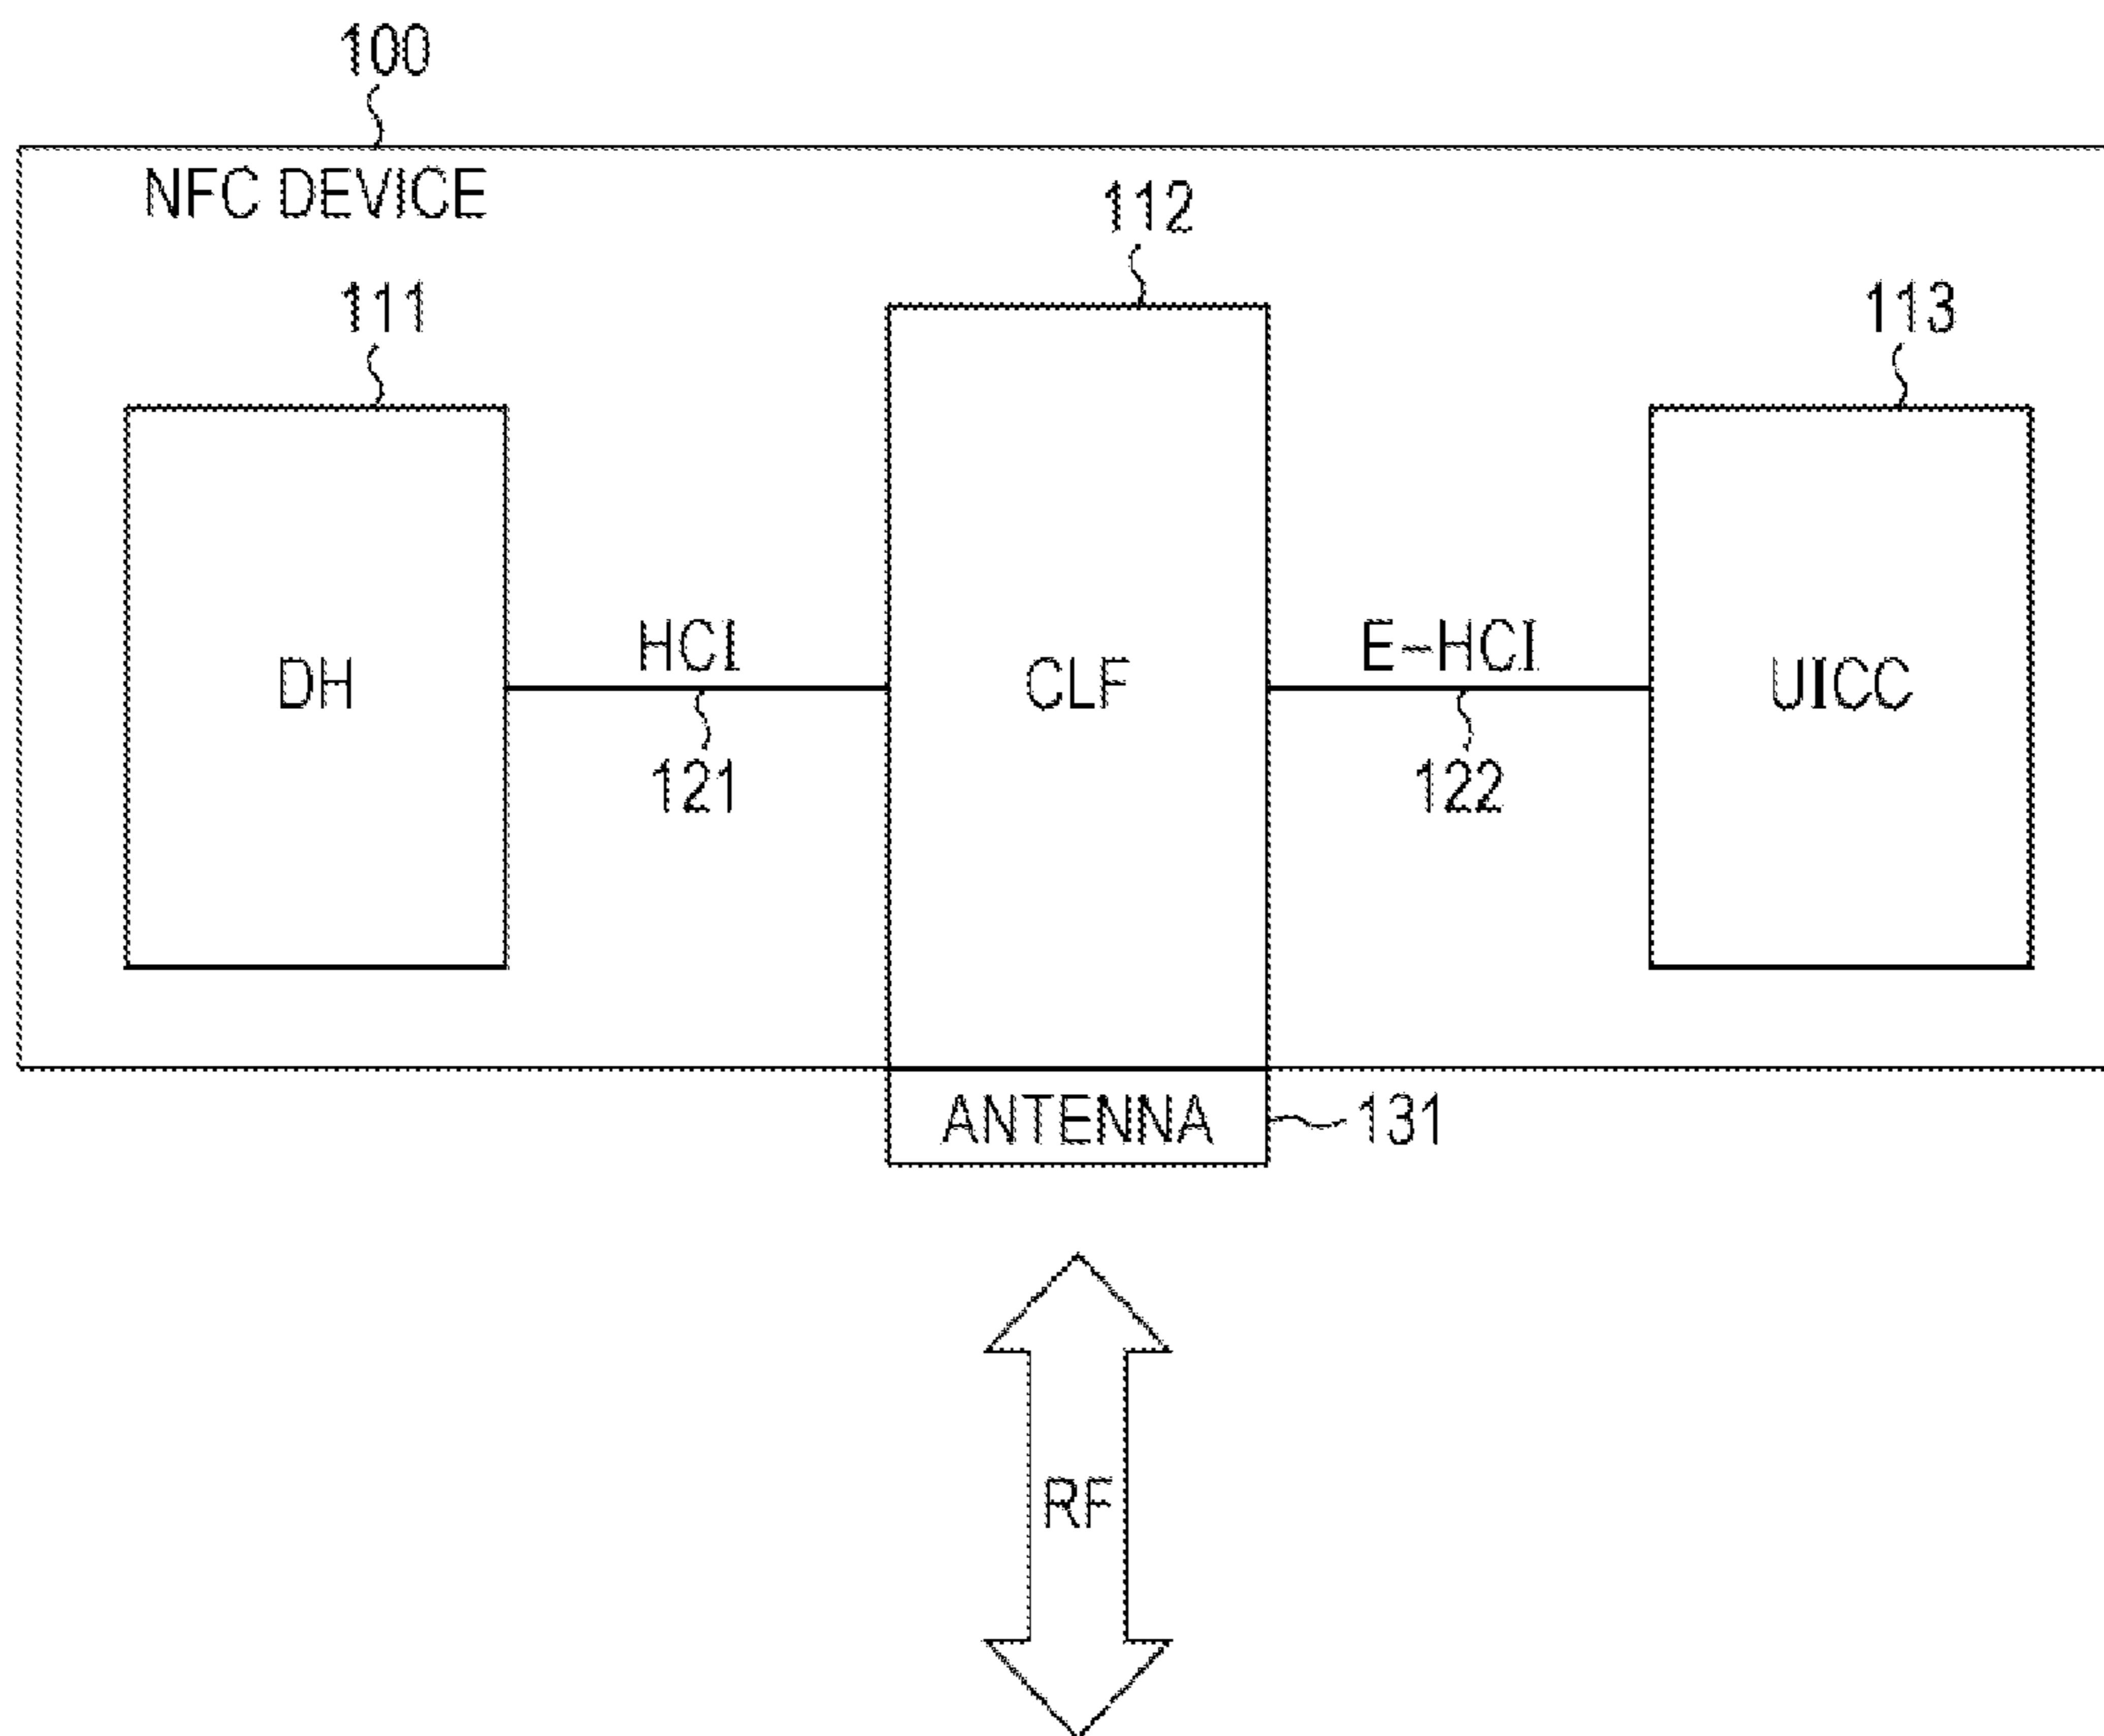 100
NFC DEVICE
112
111
113
HCI
E-HCI
DH
CLF
UICC
121
122
ANTENNA
131
RF